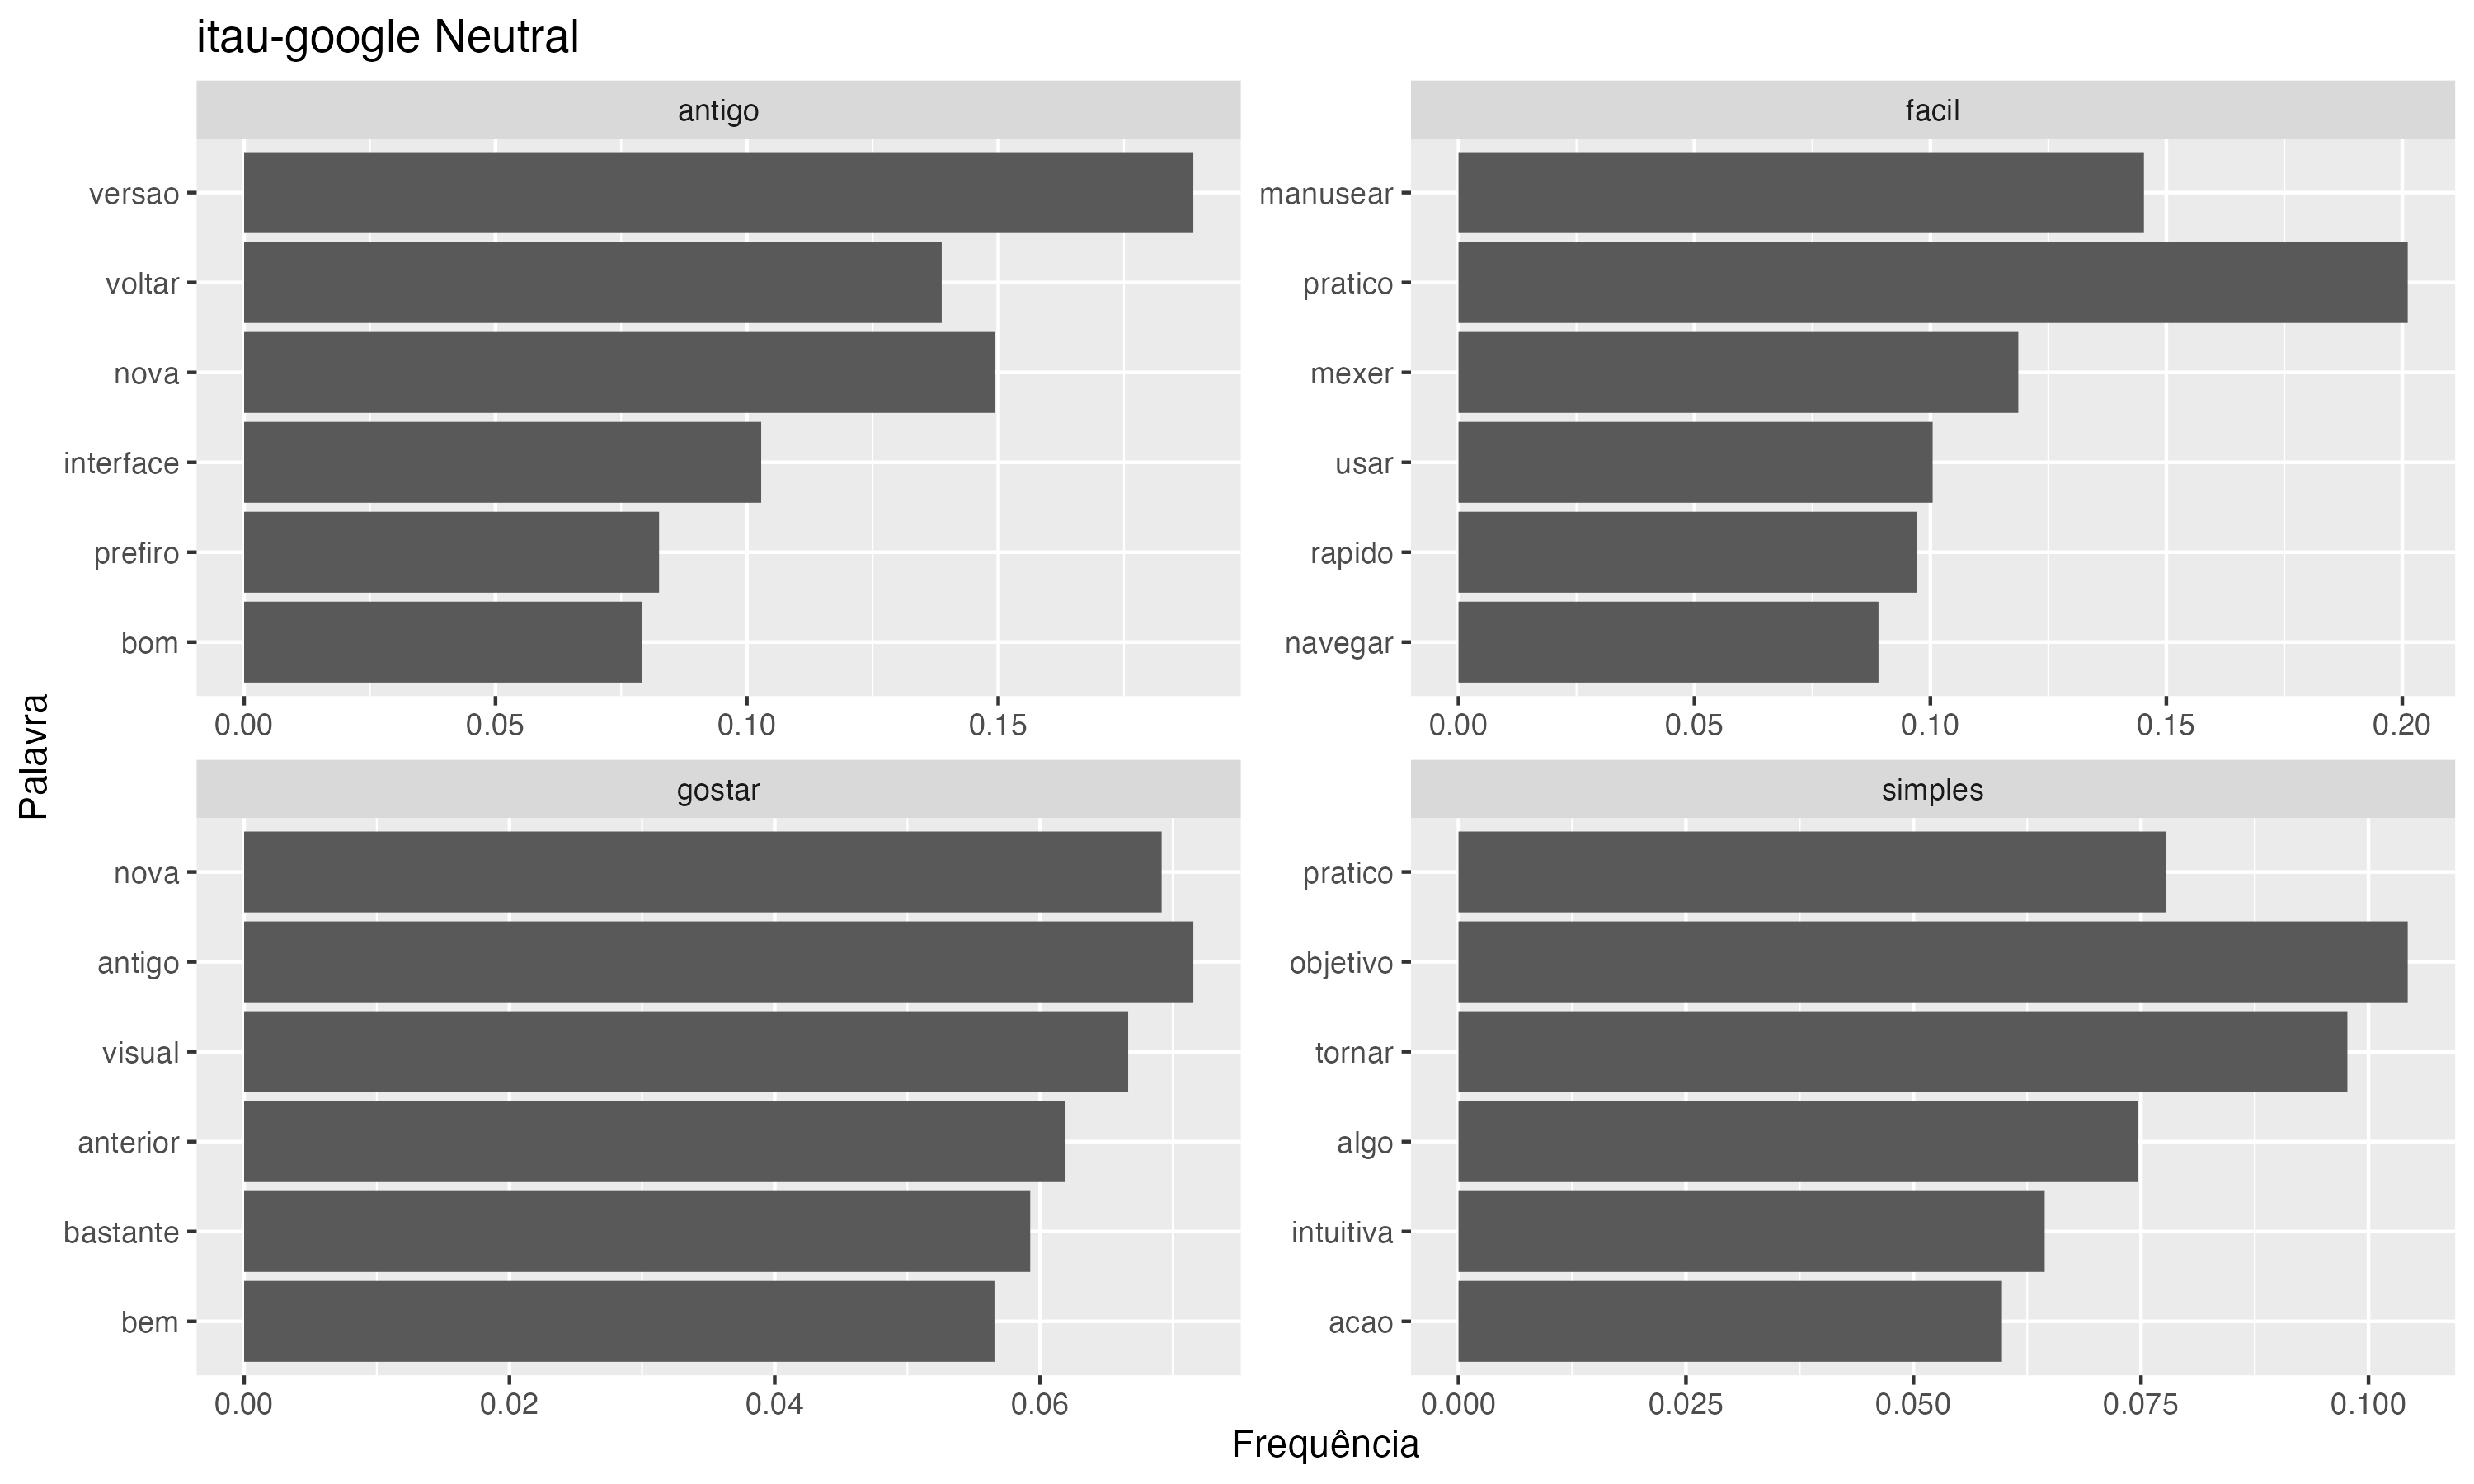 itau-google Neutral
antigo
versao
voltar
nova
interface
prefiro
bom
0.00 0.05 0.10 0.15
facil
manusear
pratico
mexer
usar
rapido
navegar
0.00 0.05 0.10 0.15 0.20
gostar
nova
antigo
visual
anterior
bastante
bem
0.00 0.02 0.04 0.06
simples
pratico
objetivo
tornar
algo
intuitiva
acao
0.000 0.025 0.050 0.075 0.100
Palavra
Frequência